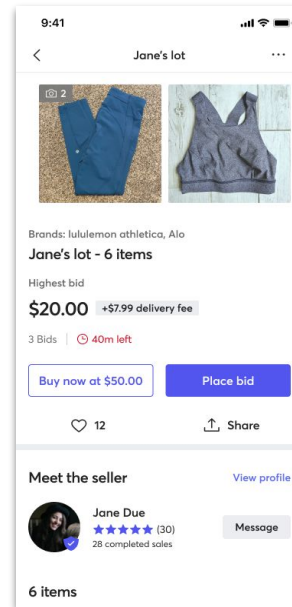 9:41
Jane's lot
2
Brands: lululemon athletica, Alo
Jane's lot - 6 items
Highest bid
$20.00 +$7.99 delivery fee
3 Bids 40m left
Buy now at $50.00 Place bid
12 Share
Meet the seller View profile
Jane Due
(30)
28 completed sales
Message
6 items